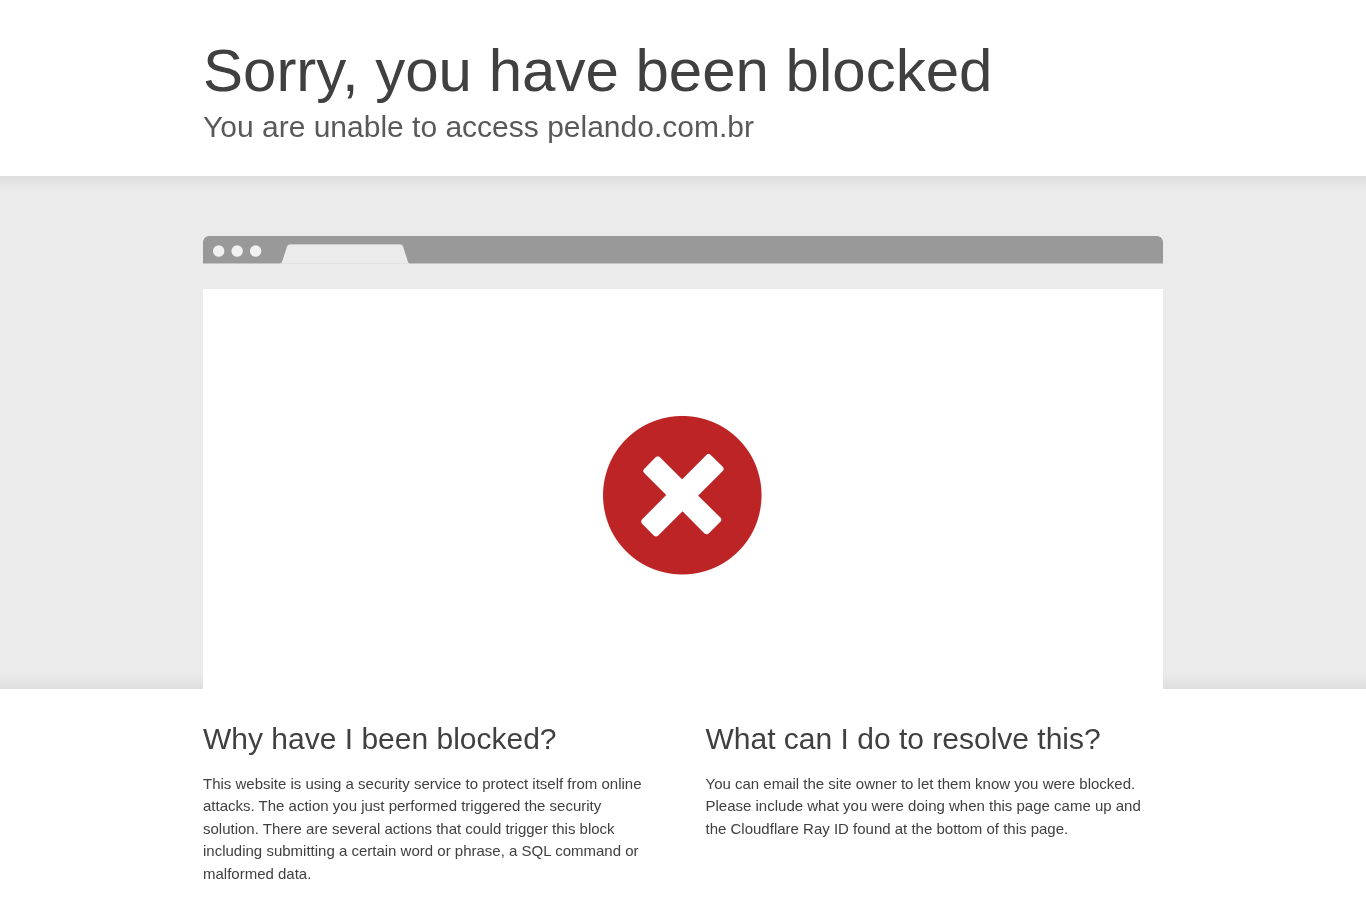 Sorry, you have been blocked
You are unable to access pelando.com.br
Why have I been blocked?
This website is using a security service to protect itself from online
attacks. The action you just performed triggered the security
solution. There are several actions that could trigger this block
including submitting a certain word or phrase, a SQL command or
malformed data.
What can I do to resolve this?
You can email the site owner to let them know you were blocked.
Please include what you were doing when this page came up and
the Cloudflare Ray ID found at the bottom of this page.